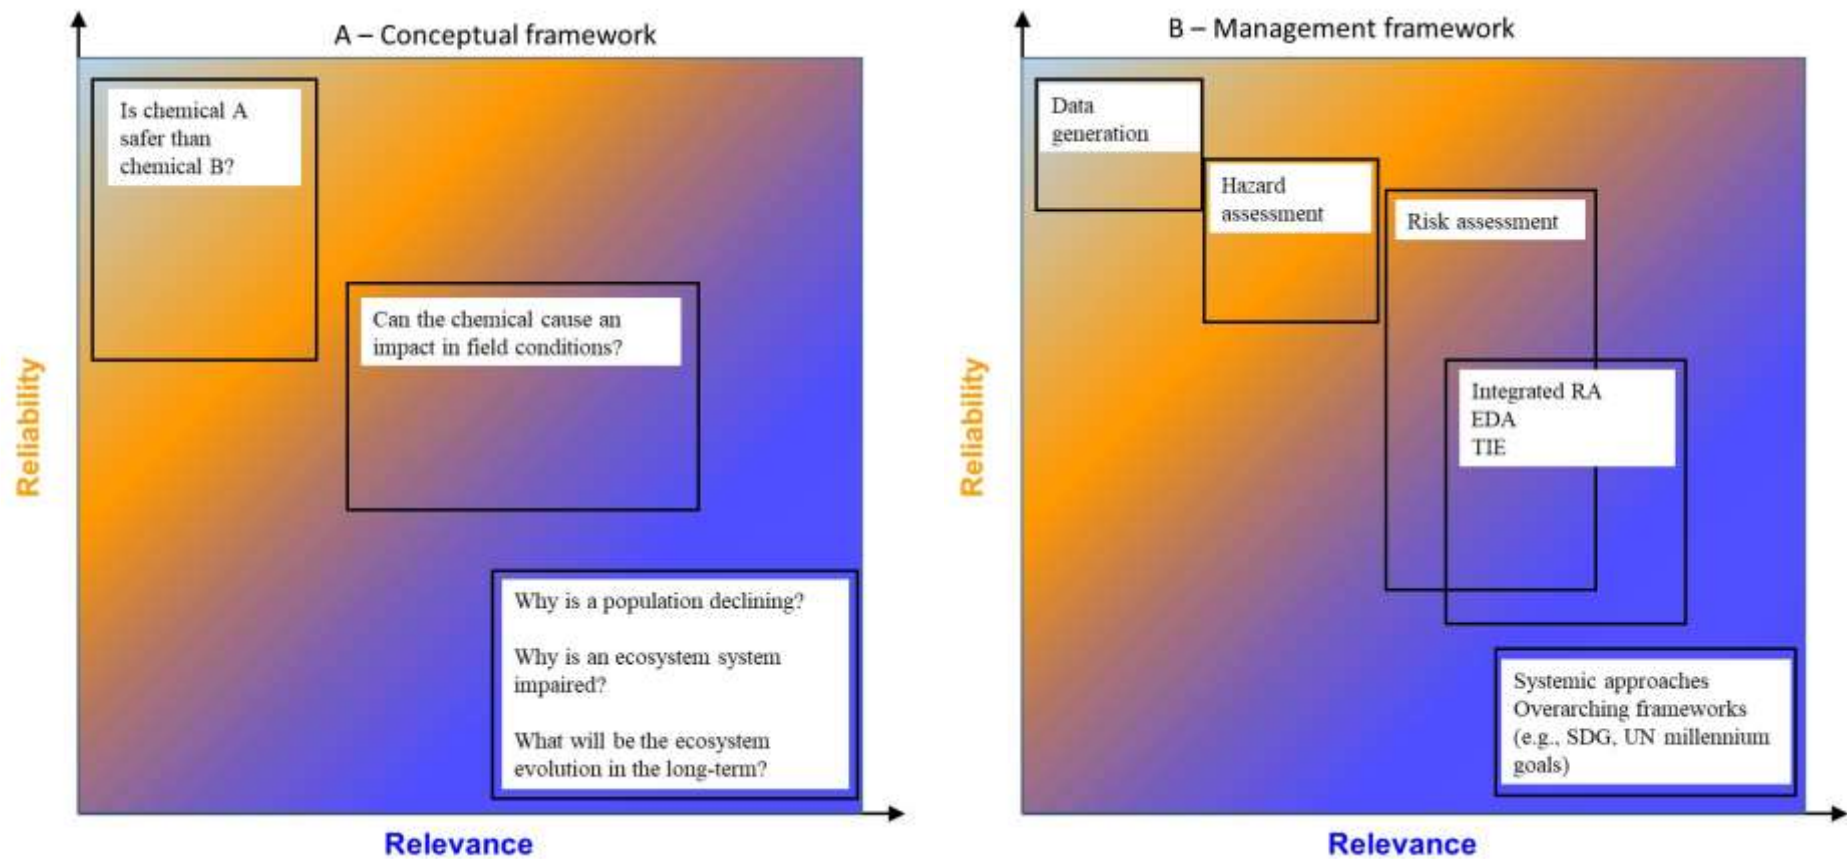 A – Conceptual framework
Reliability
Is chemical A
safer than
chemical B?
Can the chemical cause an
impact in field conditions?
Why is a population declining?
Why is an ecosystem system
impaired?
What will be the ecosystem
evolution in the long-term?
Relevance
B – Management framework
Reliability
Data
generation
Hazard
assessment
Risk assessment
Integrated RA
EDA
TIE
Systemic approaches
Overarching frameworks
(e.g., SDG, UN millennium
goals)
Relevance